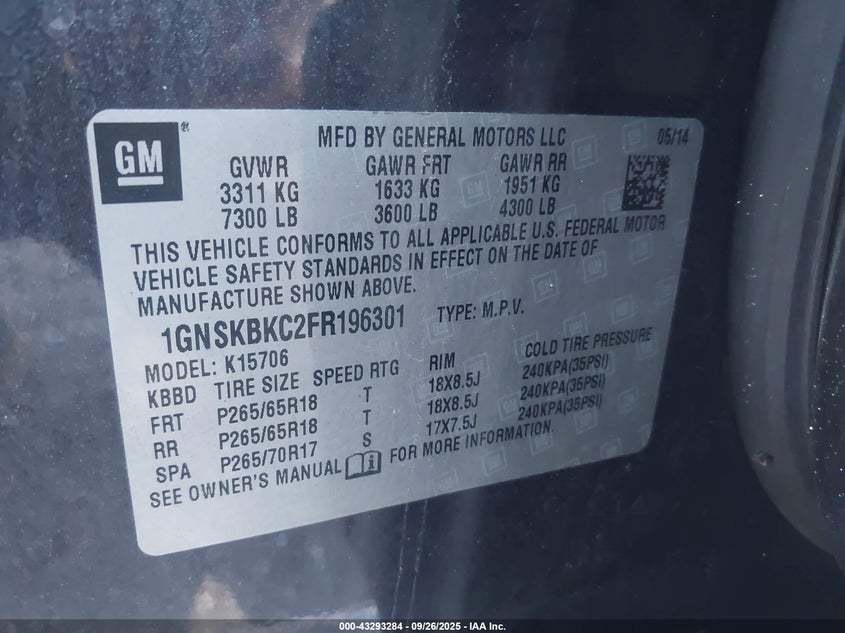 GM ® MFD BY GENERAL MOTORS LLC 05/14
GVWR GAWR FRT GAWR RR
3311 KG 1633 KG 1951 KG
7300 LB 3600 LB 4300 LB
THIS VEHICLE CONFORMS TO ALL APPLICABLE U.S. FEDERAL MOTOR
VEHICLE SAFETY STANDARDS IN EFFECT ON THE DATE OF
MANUFACTURE SHOWN ABOVE.
1GNSKBKC2FR196301 TYPE: M.P.V.
MODEL: K15706
KBBD TIRE SIZE SPEED RTG RIM COLD TIRE PRESSURE
FRT P265/65R18 T 18X8.5J 240KPA(35PSI)
RR P265/65R18 T 18X8.5J 240KPA(35PSI)
SPA P265/70R17 S 17X7.5J 240KPA(35PSI)
SEE OWNER'S MANUAL FOR MORE INFORMATION.
000-43293284 - 09/26/2025 - IAA Inc.